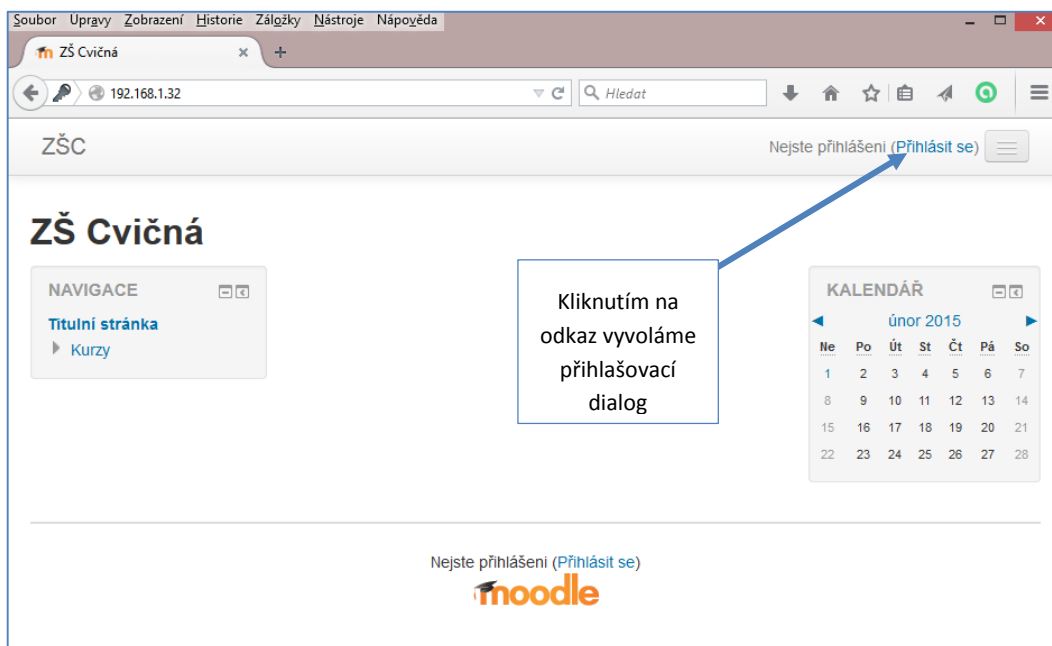 Soubor Úpravy Zobrazení Historie Záložky Nástroje Nápověda
ZŠ Cvičná
192.168.1.32
Hledat
ZŠC
Nejste přihlášeni (Přihlásit se)
ZŠ Cvičná
NAVIGACE
Titulní stránka
Kurzy
Kliknutím na
odkaz vyvoláme
přihlašovací
dialog
KALENDÁŘ
únor 2015
Ne Po Út St Čt Pá So
1 2 3 4 5 6 7
8 9 10 11 12 13 14
15 16 17 18 19 20 21
22 23 24 25 26 27 28
Nejste přihlášeni (Přihlásit se)
moodle